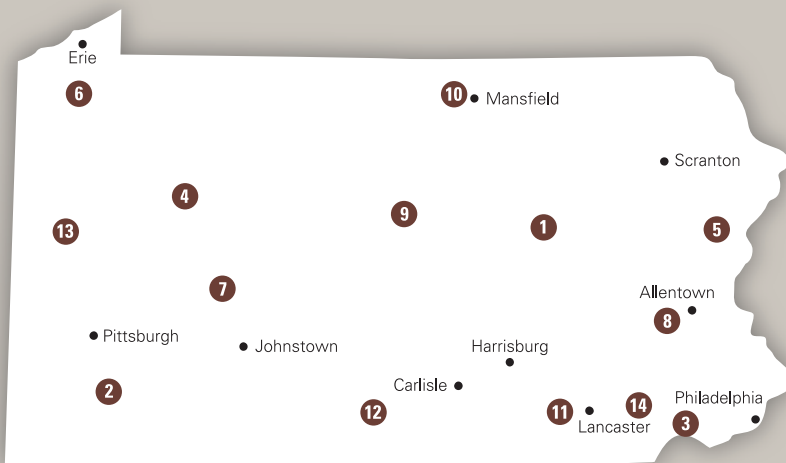 Erie
6
10
Mansfield
Scranton
4
9
1
5
13
7
Allentown
8
Pittsburgh
Johnstown
Harrisburg
2
Carlisle
12
11
Lancaster
14
Philadelphia
3